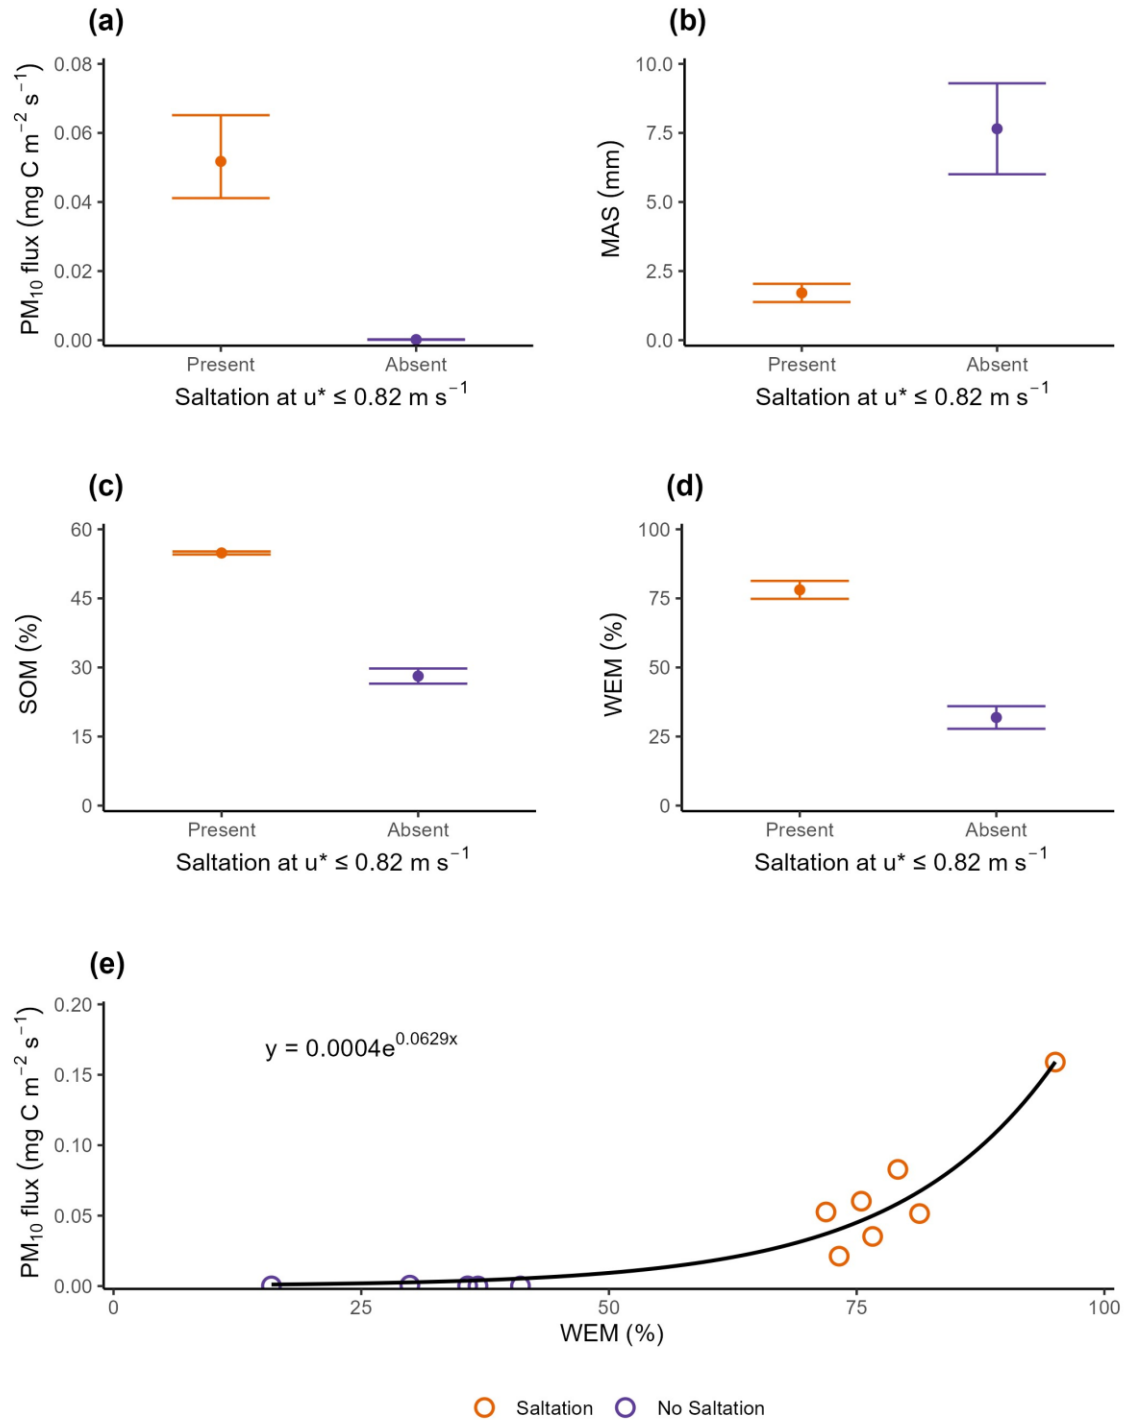 (a)
0.08
0.06
0.04
0.02
0.00
PM₁₀ flux (mg C m⁻² s⁻¹)
Present Absent
Saltation at u* ≤ 0.82 m s⁻¹
(b)
10.0
7.5
5.0
2.5
0.0
MAS (mm)
Present Absent
Saltation at u* ≤ 0.82 m s⁻¹
(c)
60
45
30
15
0
SOM (%)
Present Absent
Saltation at u* ≤ 0.82 m s⁻¹
(d)
100
75
50
25
0
WEM (%)
Present Absent
Saltation at u* ≤ 0.82 m s⁻¹
(e)
0.20
0.15
0.10
0.05
0.00
PM₁₀ flux (mg C m⁻² s⁻¹)
y = 0.0004e^0.0629x
0 25 50 75 100
WEM (%)
Saltation No Saltation